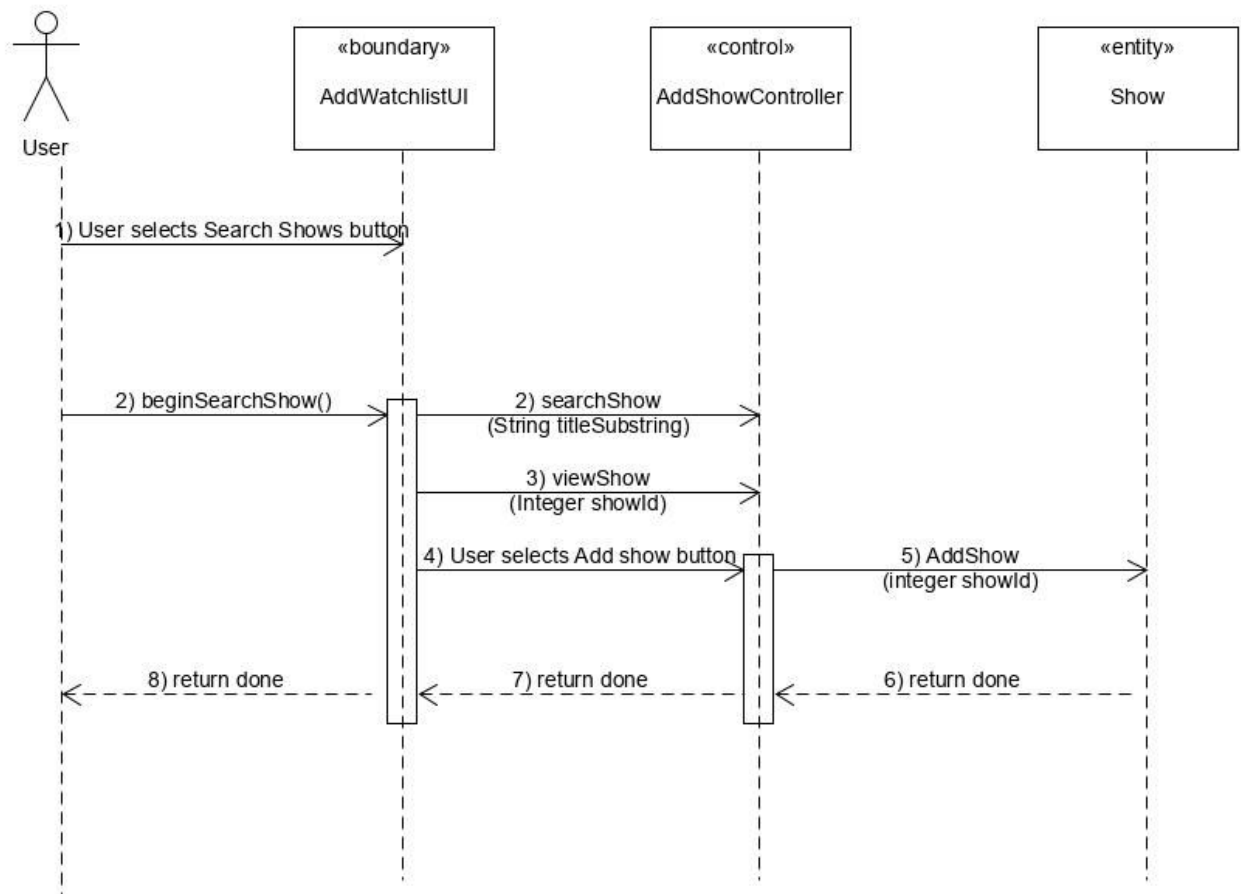 «boundary»
AddWatchlistUI
«control»
AddShowController
«entity»
Show
User
1) User selects Search Shows button
2) beginSearchShow()
2) searchShow
(String titleSubstring)
3) viewShow
(Integer showId)
4) User selects Add show button
5) AddShow
(integer showId)
8) return done
7) return done
6) return done